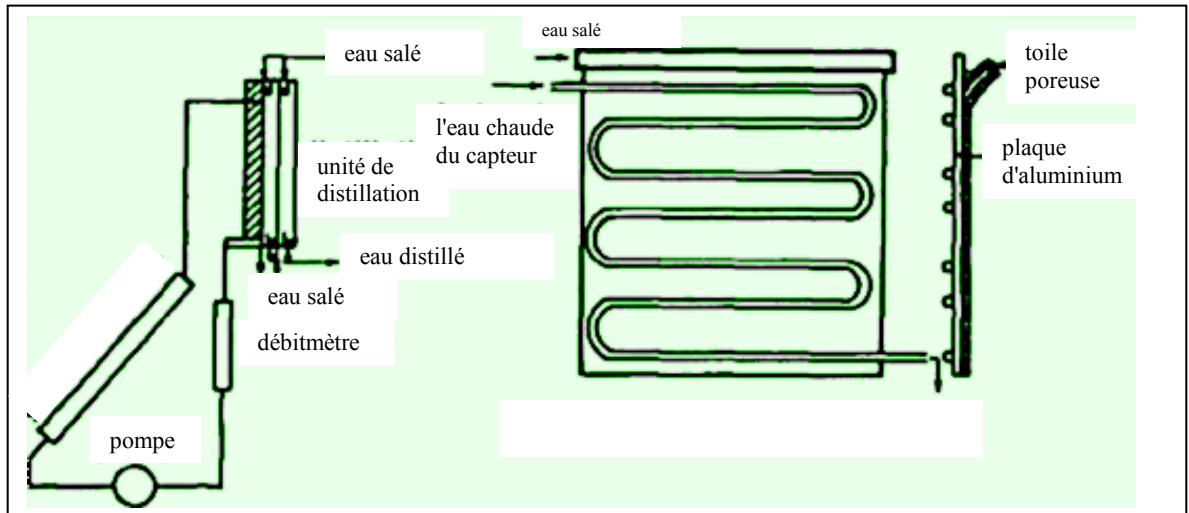 eau salé
eau salé
toile
poreuse
l'eau chaude
du capteur
plaque
d'aluminium
unité de
distillation
eau distillé
eau salé
débitmètre
pompe